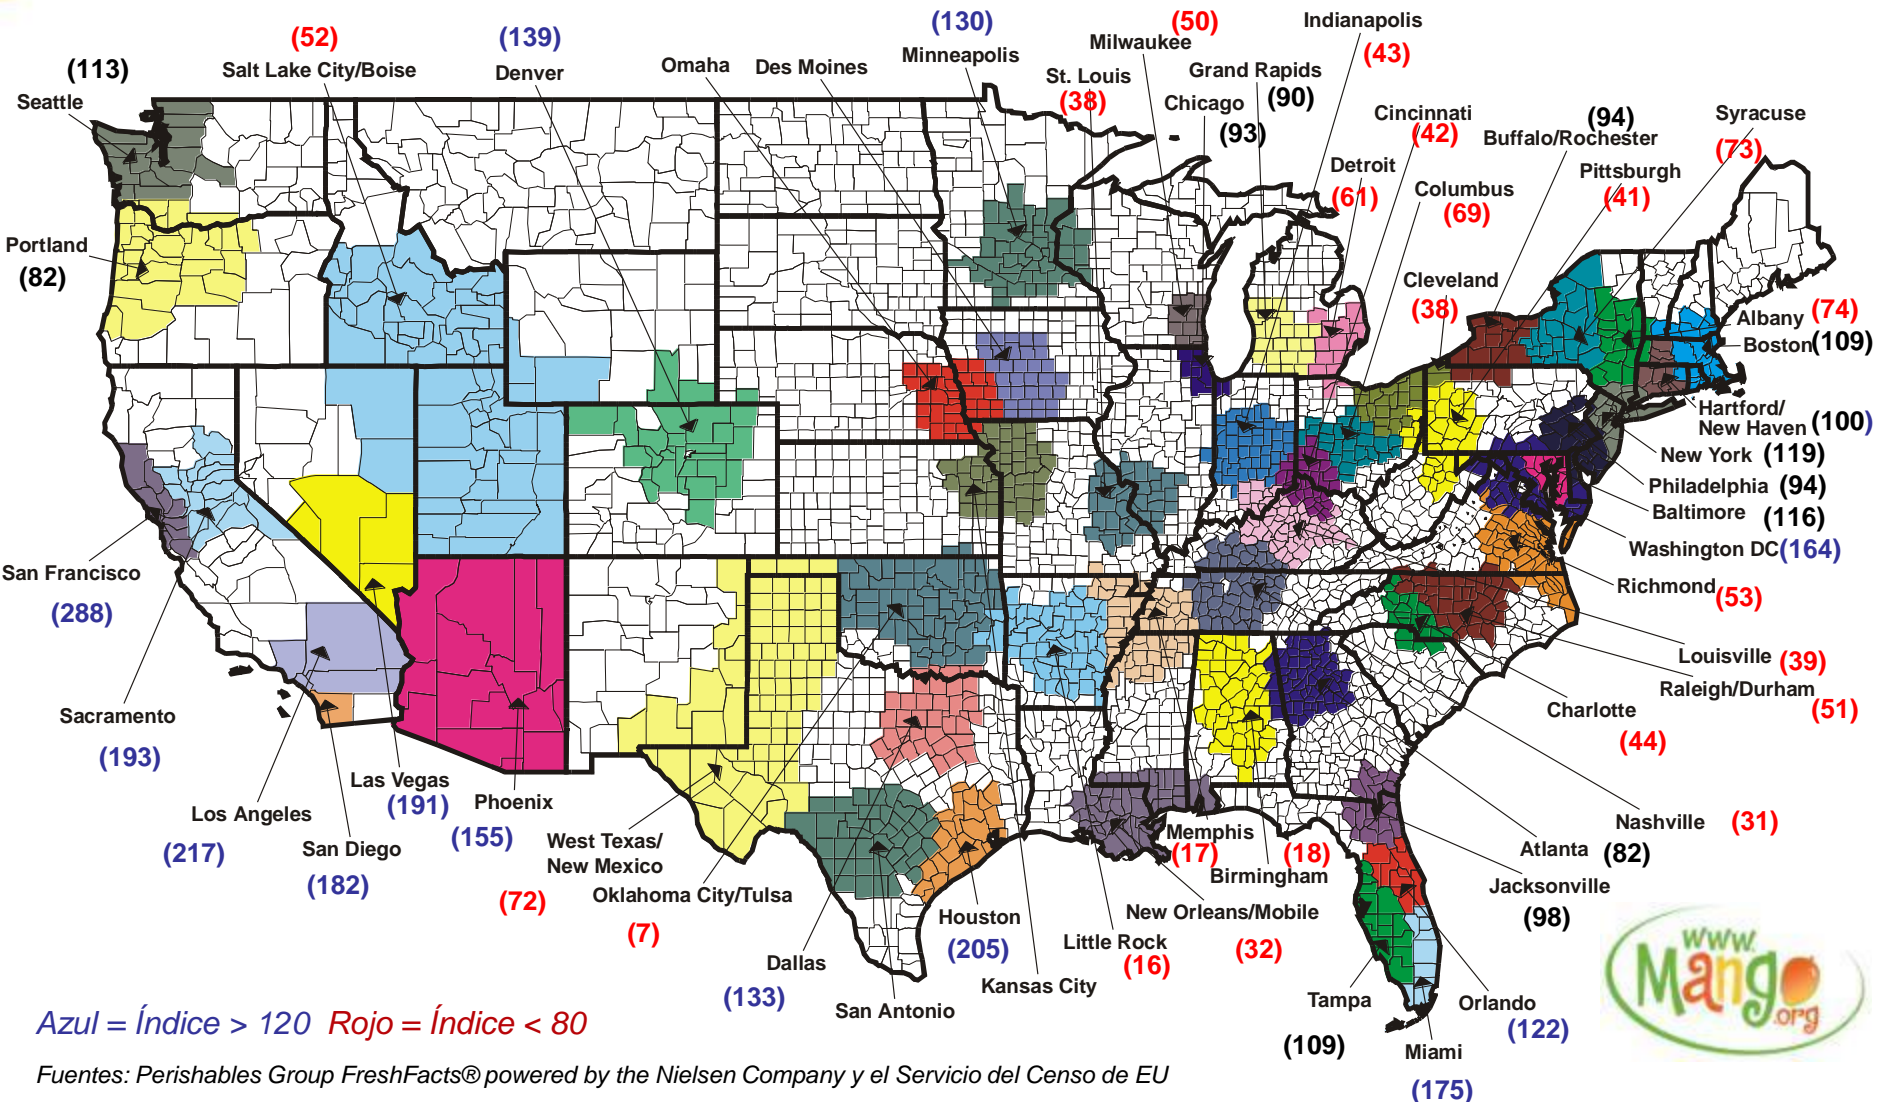 (52)
(139)
(130)
(50)
Indianapolis
(43)
Milwaukee
Minneapolis
Omaha
Des Moines
St. Louis
(38)
Grand Rapids
(90)
(113)
Seattle
Salt Lake City/Boise
Denver
Chicago
(93)
Cincinnati
(42)
(94)
Buffalo/Rochester
Syracuse
(73)
Detroit
(61)
Columbus
(69)
Pittsburgh
(41)
Portland
(82)
Cleveland
(38)
Albany (74)
Boston(109)
Hartford/
New Haven (100)
New York (119)
Philadelphia (94)
Baltimore (116)
Washington DC(164)
Richmond(53)
San Francisco
(288)
Louisville (39)
Raleigh/Durham
(51)
Charlotte
(44)
Sacramento
(193)
Las Vegas
(191)
Phoenix
(155)
Los Angeles
(217)
San Diego
(182)
West Texas/
New Mexico
(72)
Oklahoma City/Tulsa
(7)
Memphis
(17)
(18)
Birmingham
Nashville (31)
Atlanta (82)
Jacksonville
(98)
New Orleans/Mobile
(32)
Houston
(205)
Little Rock
(16)
Dallas
(133)
Kansas City
San Antonio
Tampa
(109)
Orlando
(122)
Miami
(175)
www.
Mango
.org
Azul = Índice > 120 Rojo = Índice < 80
Fuentes: Perishables Group FreshFacts® powered by the Nielsen Company y el Servicio del Censo de EU